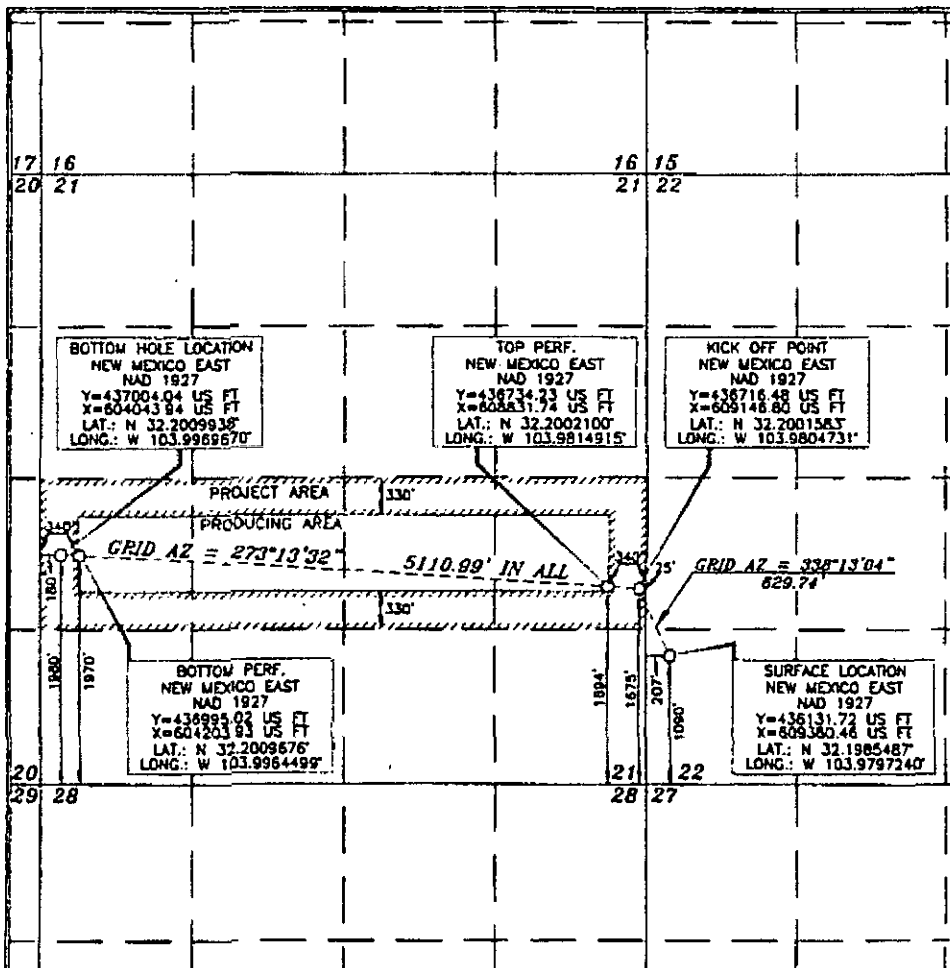 17 16
20 21
16 15
21 22
BOTTOM HOLE LOCATION
NEW MEXICO EAST
NAD 1927
Y=437004.04 US FT
X=604043.94 US FT
LAT.: N 32.2009938°
LONG.: W 103.9969670°
TOP PERF.
NEW MEXICO EAST
NAD 1927
Y=436734.23 US FT
X=608831.74 US FT
LAT.: N 32.2002100°
LONG.: W 103.9814915°
KICK OFF POINT
NEW MEXICO EAST
NAD 1927
Y=436716.48 US FT
X=609146.80 US FT
LAT.: N 32.2001583°
LONG.: W 103.9804731°
PROJECT AREA
330'
PRODUCING AREA
340'
GRID AZ = 273°13'32"
5110.99' IN ALL
340'
25'
GRID AZ = 338°13'04"
629.74'
180'
330'
1980'
1970'
1894'
1675'
207'
1090'
BOTTOM PERF.
NEW MEXICO EAST
NAD 1927
Y=436995.02 US FT
X=604203.93 US FT
LAT.: N 32.2009676°
LONG.: W 103.9964499°
SURFACE LOCATION
NEW MEXICO EAST
NAD 1927
Y=436131.72 US FT
X=609380.46 US FT
LAT.: N 32.1985487°
LONG.: W 103.9797240°
20
29 28
21 22
28 27